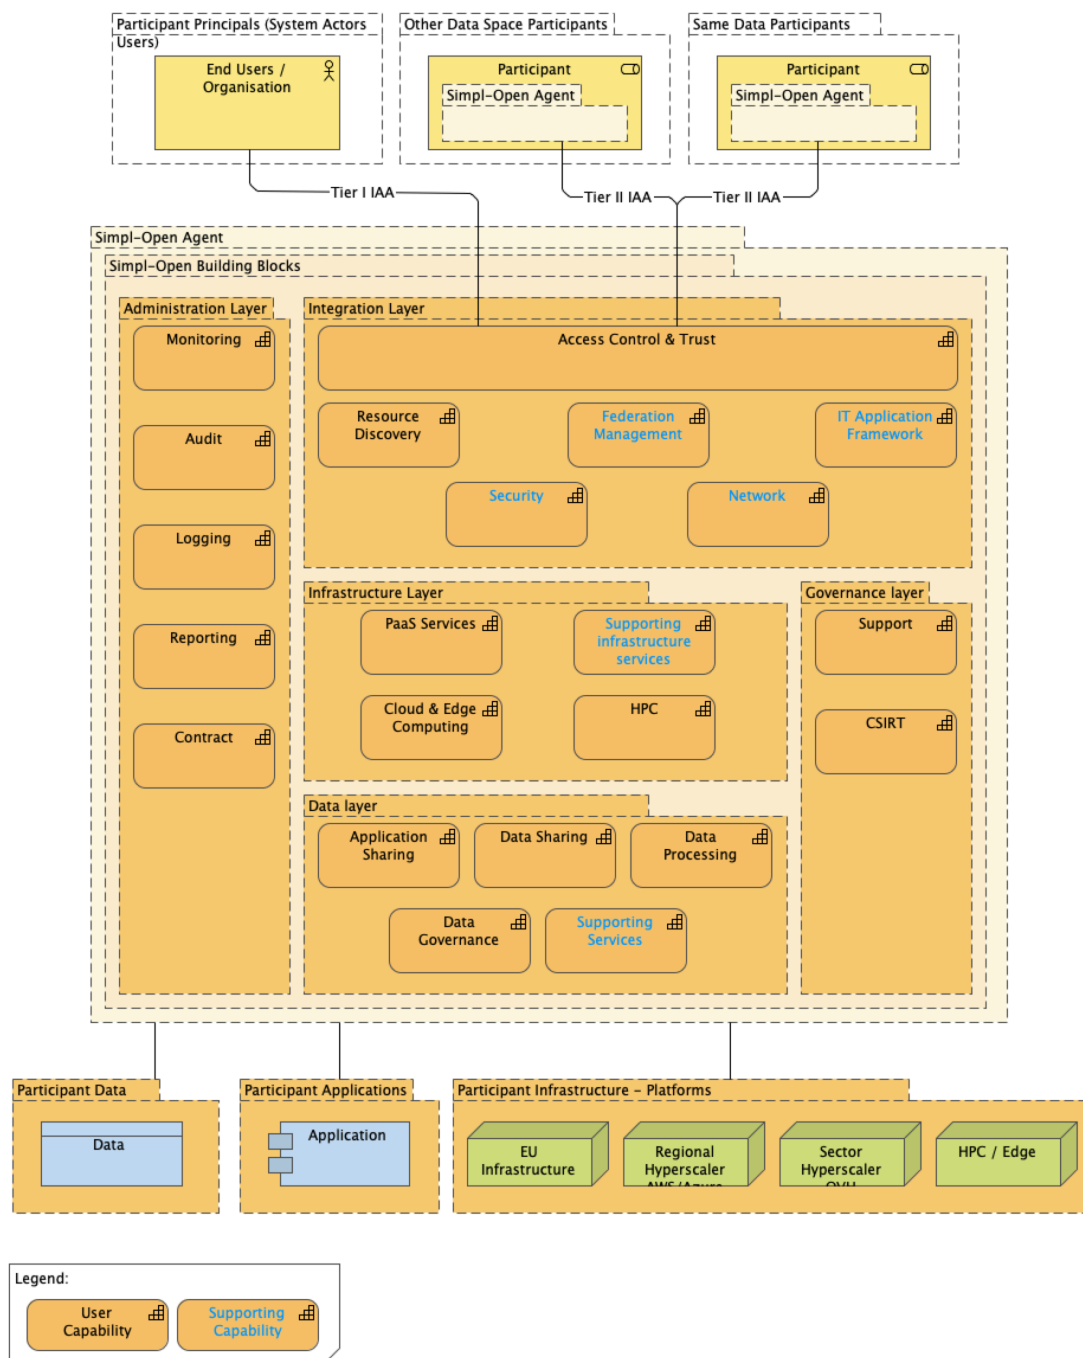 Participant Principals (System Actors
Users)
End Users /
Organisation
Other Data Space Participants
Participant
Simpl-Open Agent
Same Data Participants
Participant
Simpl-Open Agent
Tier I IAA
Tier II IAA
Tier II IAA
Simpl-Open Agent
Simpl-Open Building Blocks
Administration Layer
Monitoring
Audit
Logging
Reporting
Contract
Integration Layer
Access Control & Trust
Resource
Discovery
Federation
Management
IT Application
Framework
Security
Network
Infrastructure Layer
PaaS Services
Supporting
infrastructure
services
Cloud & Edge
Computing
HPC
Governance layer
Support
CSIRT
Data layer
Application
Sharing
Data Sharing
Data
Processing
Data
Governance
Supporting
Services
Participant Data
Data
Participant Applications
Application
Participant Infrastructure – Platforms
EU
Infrastructure
Regional
Hyperscaler
AWS/Azure
Sector
Hyperscaler
OVH
HPC / Edge
Legend:
User
Capability
Supporting
Capability